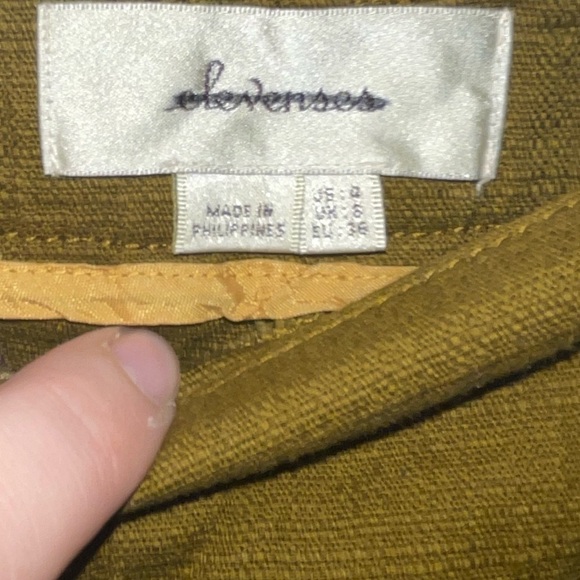 elevenses
MADE IN
PHILIPPINES
US : 4
UK : 8
EU : 36